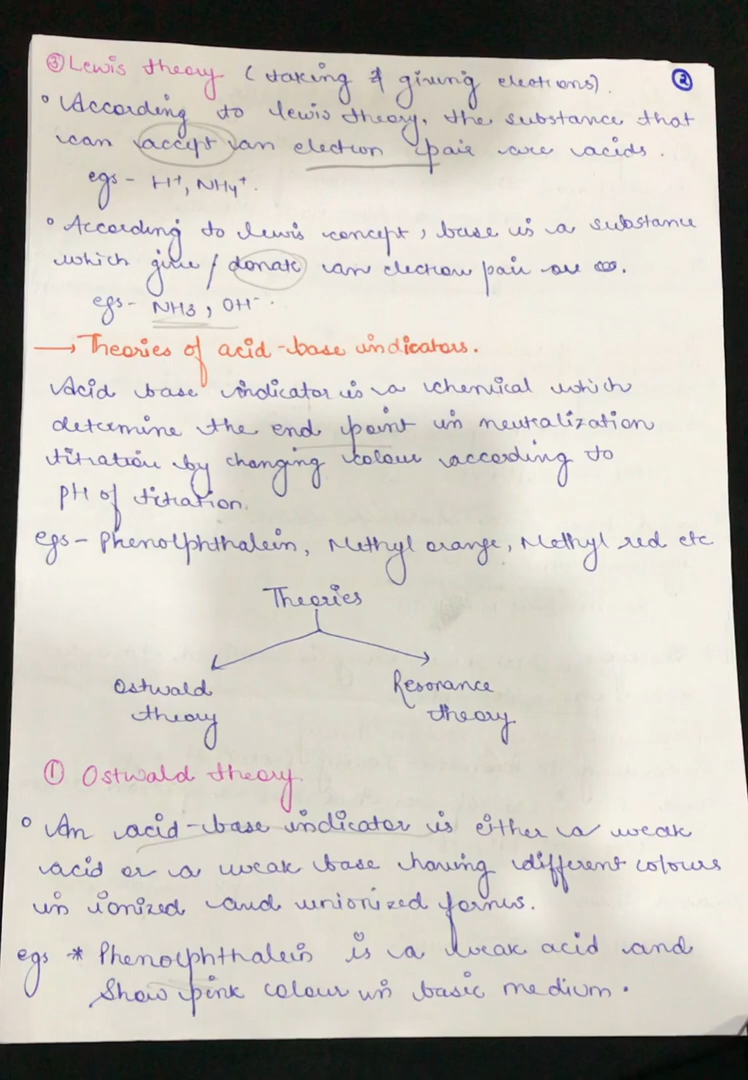 ③ Lewis theory (taking & giving electrons). ②
° According to lewis theory, the substance that
can accept an electron pair are acids.
egs - H+, NH4+.
° According to lewis concept, base is a substance
which give / donate an electron pair are
egs - NH3, OH-.
→ Theories of acid-base indicators.
Acid base indicator is a chemical which
determine the end point in neutralization
titration by changing colour according to
pH of titration.
egs - Phenolphthalein, Methyl orange, Methyl red etc
Theories
Ostwald theory
Resonance theory
① Ostwald theory
° An acid-base indicator is either a weak
acid or a weak base having different colours
in ionized and unionized forms.
egs * Phenolphthalein is a weak acid and
Show pink colour in basic medium.